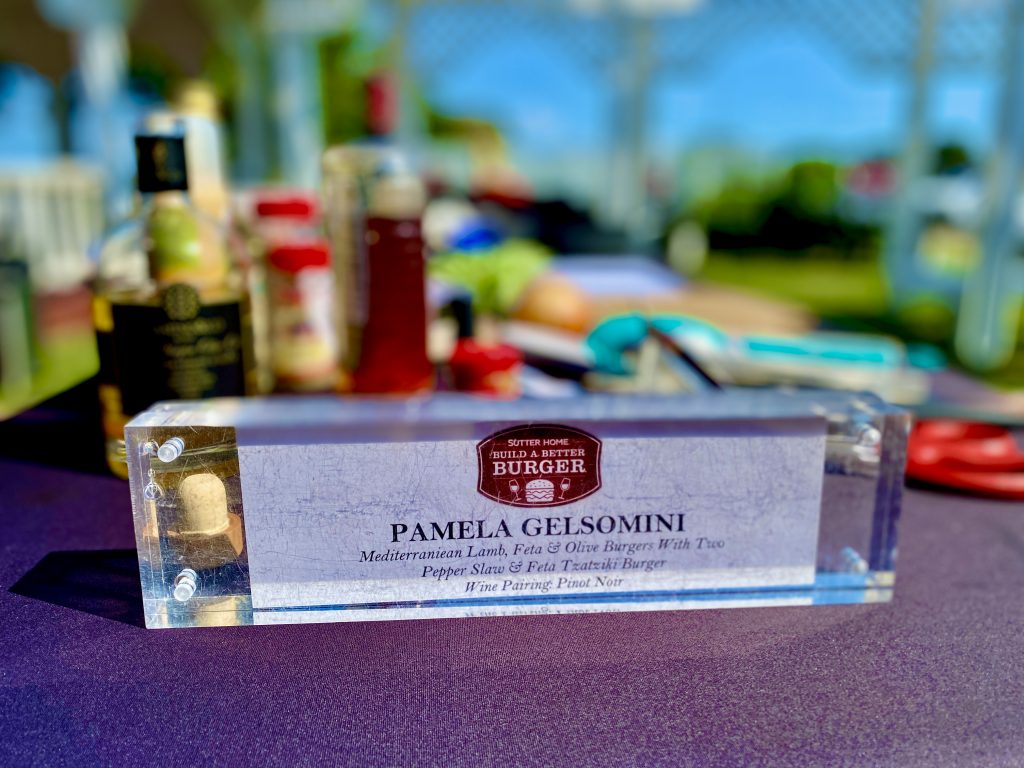 SUTTER HOME
BUILD A BETTER
BURGER
PAMELA GELSOMINI
Mediterraniean Lamb, Feta & Olive Burgers With Two
Pepper Slaw & Feta Tzatziki Burger
Wine Pairing: Pinot Noir